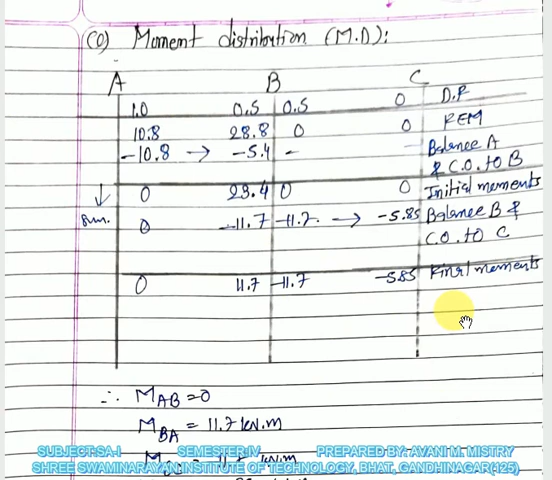 (c) Moment distribution (M.D):
A B C
1.0 0.5 0.5 0 D.F
10.8 28.8 0 0 FEM
-10.8 → -5.4 - - Balance A
& C.O. to B
↓ 0 23.4 0 0 Initial moments
sum. 0 -11.7 -11.7 → -5.85 Balance B &
C.O. to C
0 11.7 -11.7 -5.85 Final moments
∴ MAB = 0
MBA = 11.7 kN.m
kN.m
SUBJECT:SA-I SEMESTER:IV PREPARED BY: AVANI M. MISTRY
SHREE SWAMINARAYAN INSTITUTE OF TECHNOLOGY, BHAT, GANDHINAGAR(125)